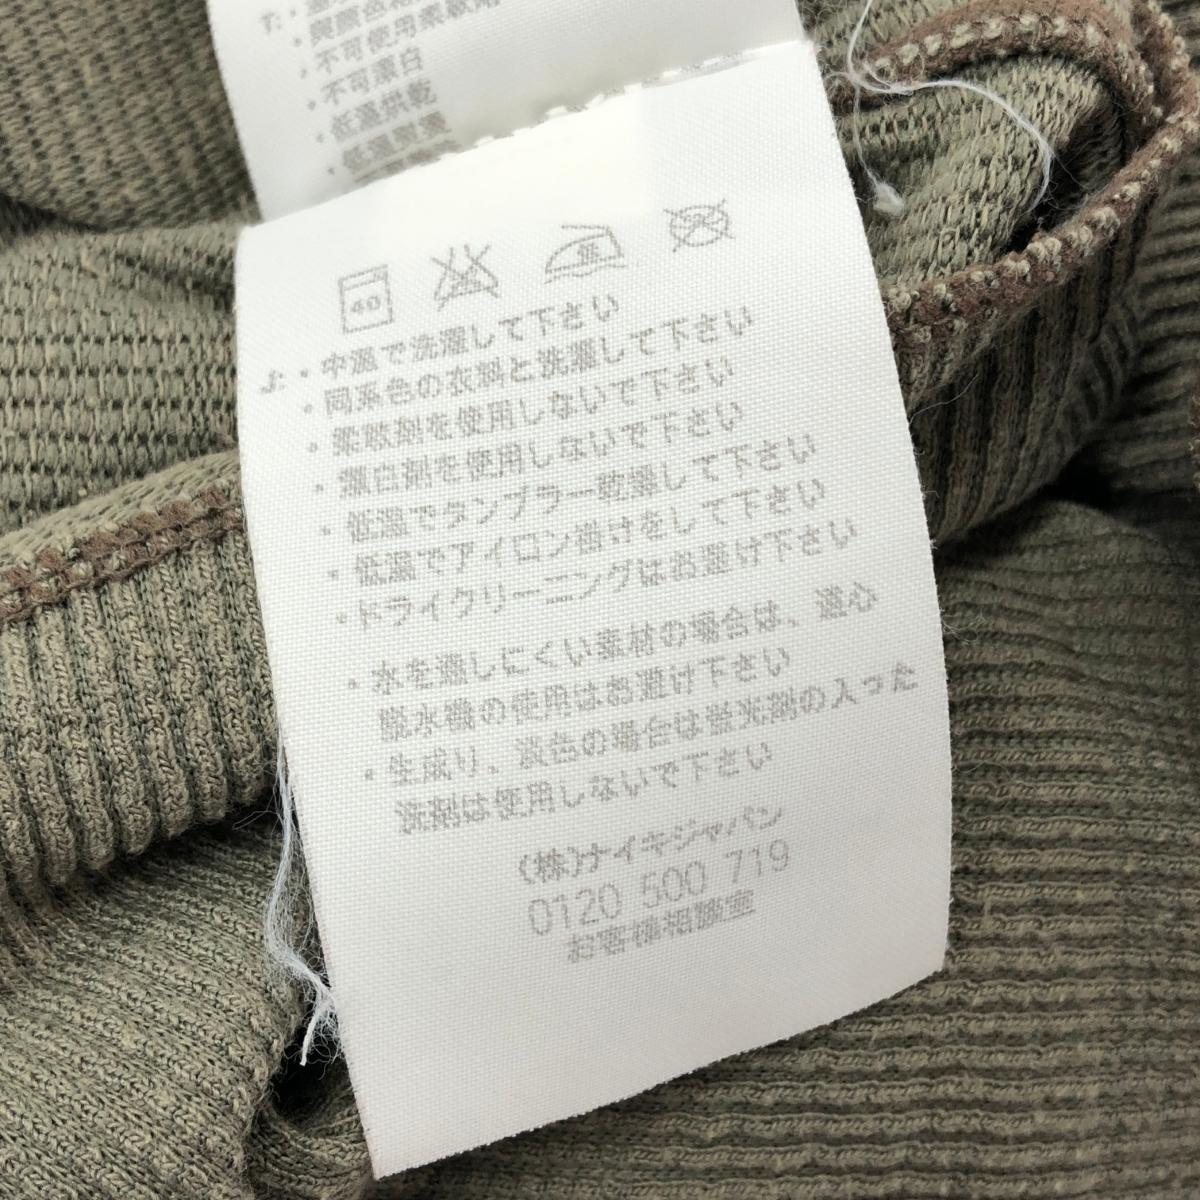 不可使用柔軟劑
不可漂白
低溫烘乾
低溫熨燙
40
J:・中温で洗濯して下さい
・同系色の衣料と洗濯して下さい
・柔軟剤を使用しないで下さい
・漂白剤を使用しないで下さい
・低温でタンブラー乾燥して下さい
・低温でアイロン掛けをして下さい
・ドライクリーニングはお避け下さい
・水を通しにくい素材の場合は、遠心
脱水機の使用はお避け下さい
・生成り、淡色の場合は蛍光剤の入った
洗剤は使用しないで下さい
(株)ナイキジャパン
0120 500 719
お客様相談室